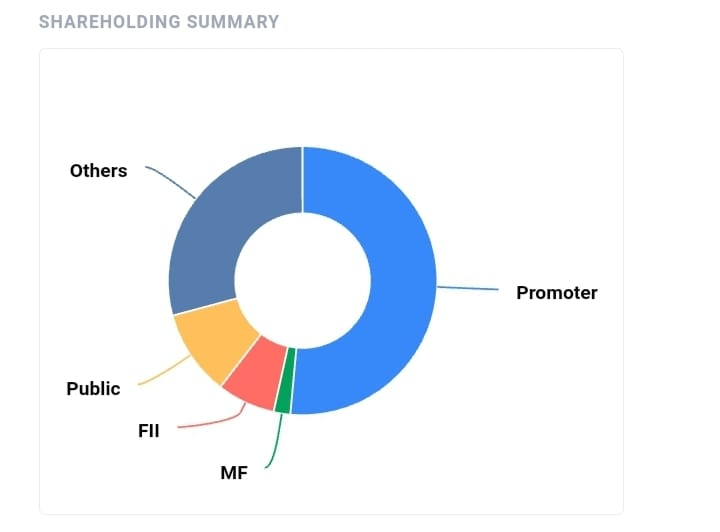 SHAREHOLDING SUMMARY
Others
Promoter
Public
FII
MF